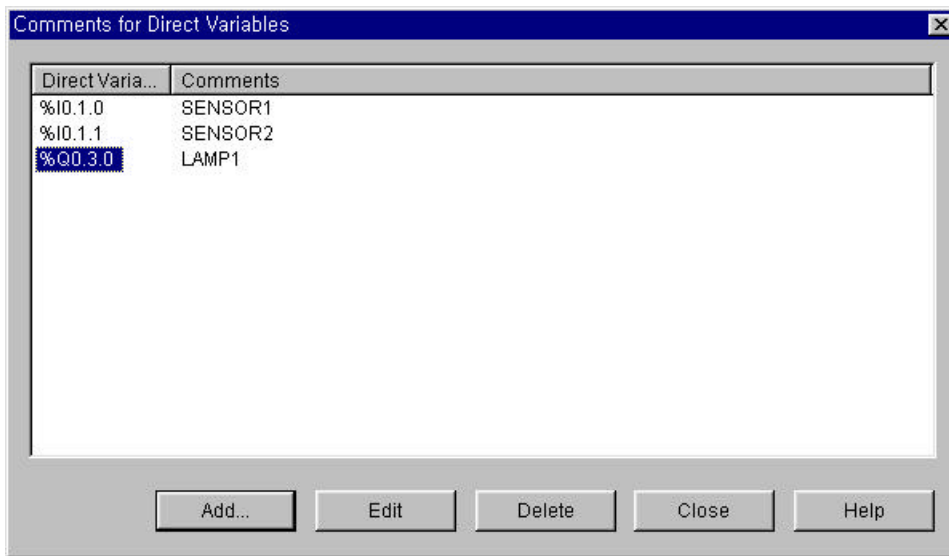 Comments for Direct Variables
Direct Varia... Comments
%I0.1.0 SENSOR1
%I0.1.1 SENSOR2
%Q0.3.0 LAMP1
Add... Edit Delete Close Help